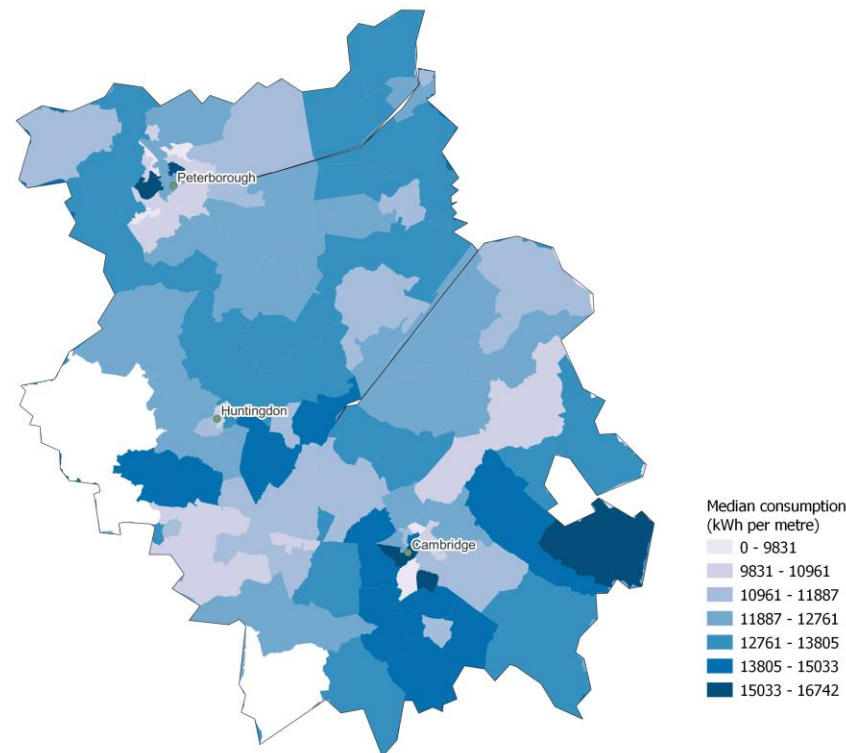 Peterborough
Huntingdon
Cambridge
Median consumption
(kWh per metre)
0 - 9831
9831 - 10961
10961 - 11887
11887 - 12761
12761 - 13805
13805 - 15033
15033 - 16742